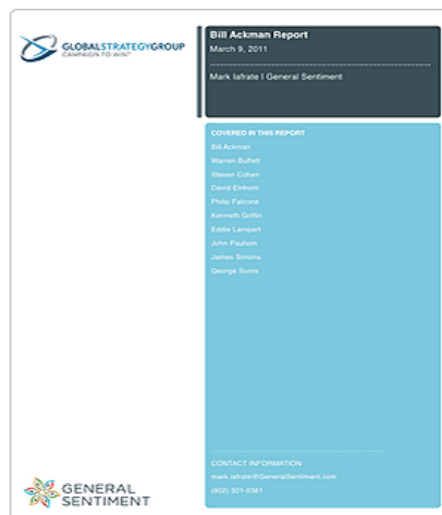 GLOBALSTRATEGYGROUP
CAMPAIGN TO WIN™
Bill Ackman Report
March 9, 2011
Mark Iafrate | General Sentiment
COVERED IN THIS REPORT
Bill Ackman
Warren Buffett
Steven Cohen
David Einhorn
Philip Falcone
Kenneth Griffin
Eddie Lampert
John Paulson
James Simons
George Soros
CONTACT INFORMATION
mark.iafrate@GeneralSentiment.com
(802) 321-0361
GENERAL
SENTIMENT